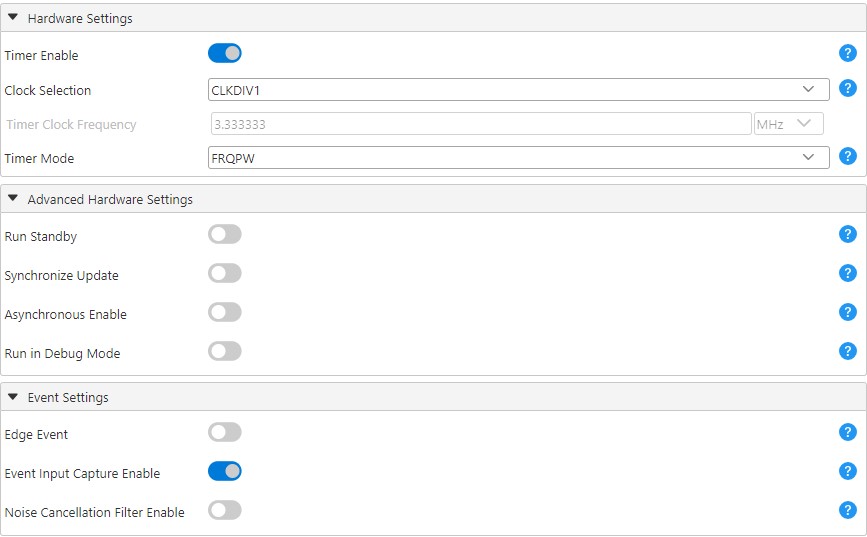 Hardware Settings
Timer Enable ?
Clock Selection CLKDIV1 ?
Timer Clock Frequency 3.333333 MHz
Timer Mode FRQPW ?
Advanced Hardware Settings
Run Standby ?
Synchronize Update ?
Asynchronous Enable ?
Run in Debug Mode ?
Event Settings
Edge Event ?
Event Input Capture Enable ?
Noise Cancellation Filter Enable ?